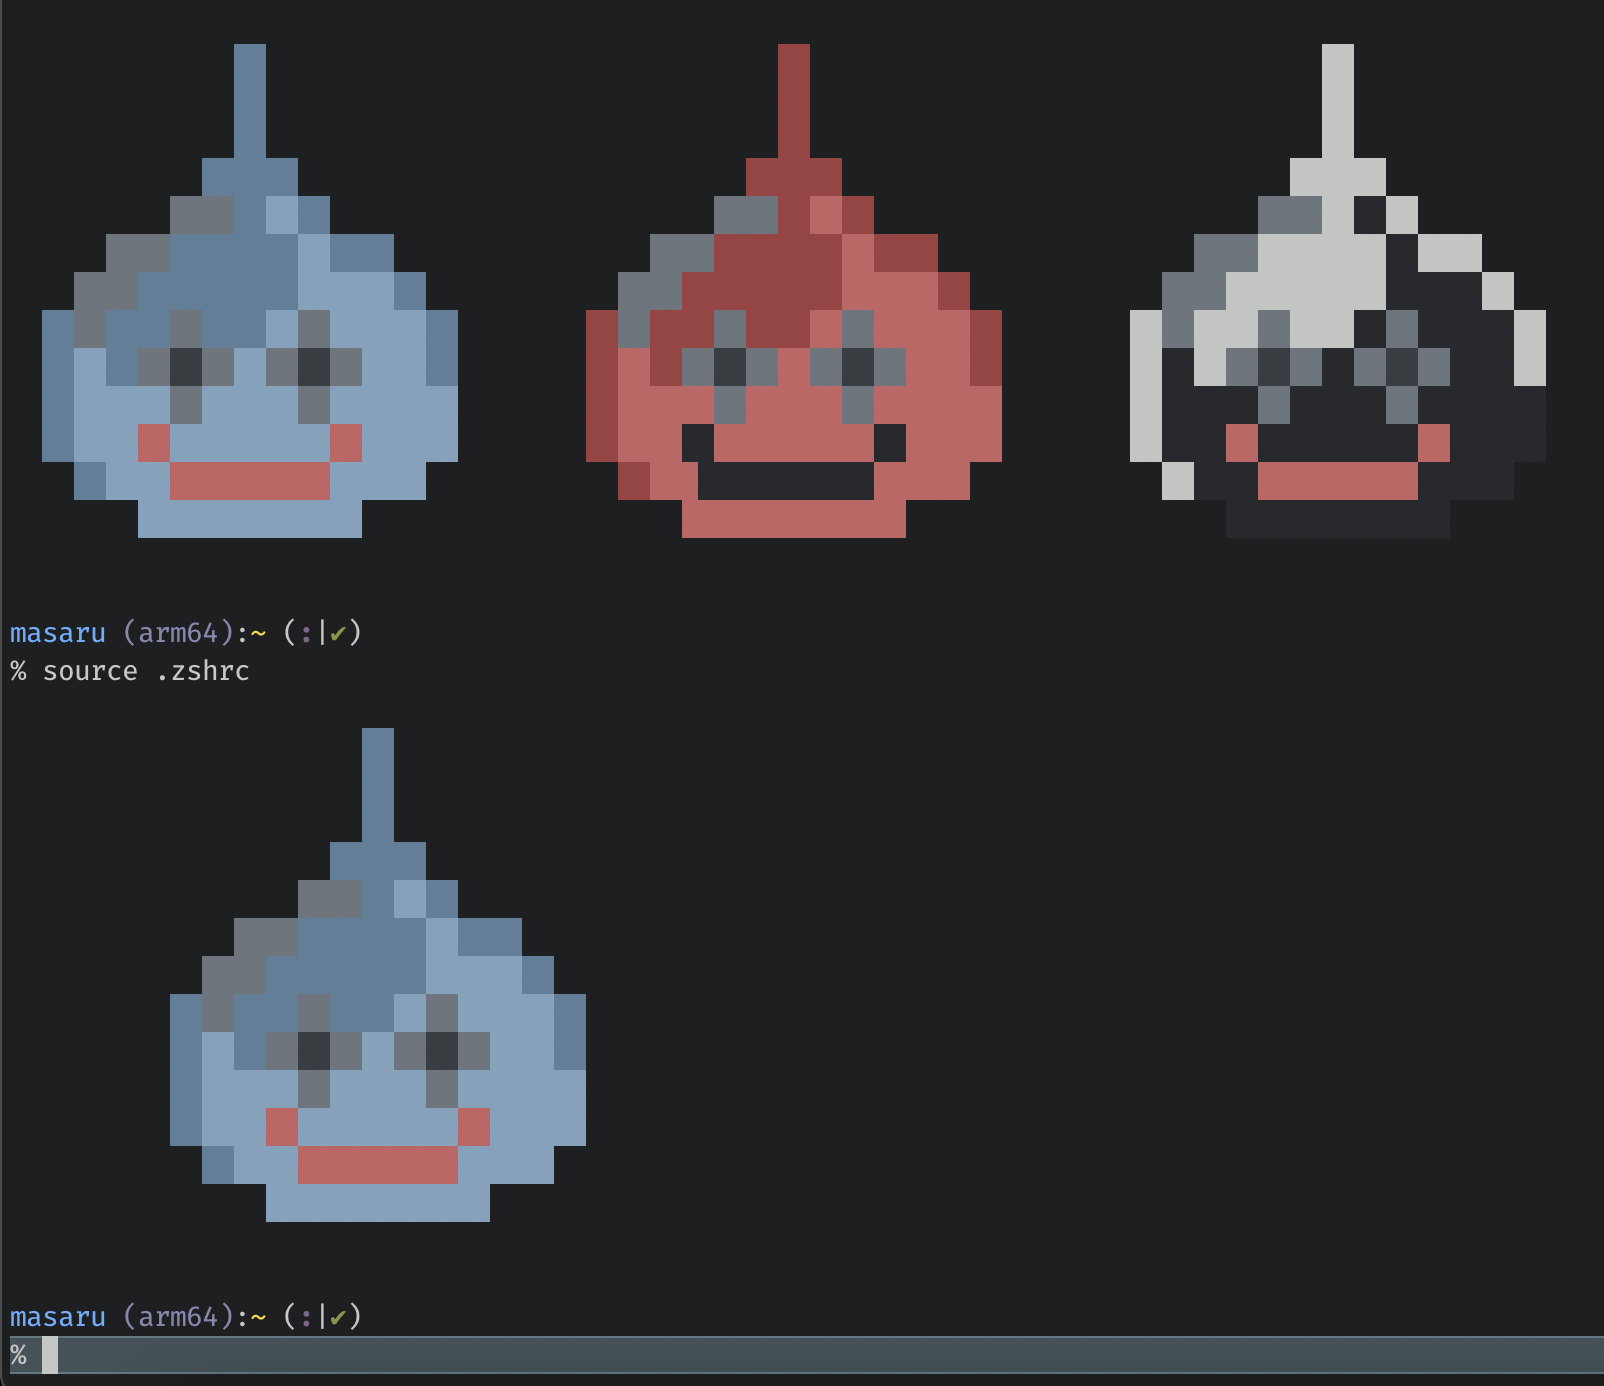 masaru (arm64):~ (:|✔)
% source .zshrc
masaru (arm64):~ (:|✔)
%